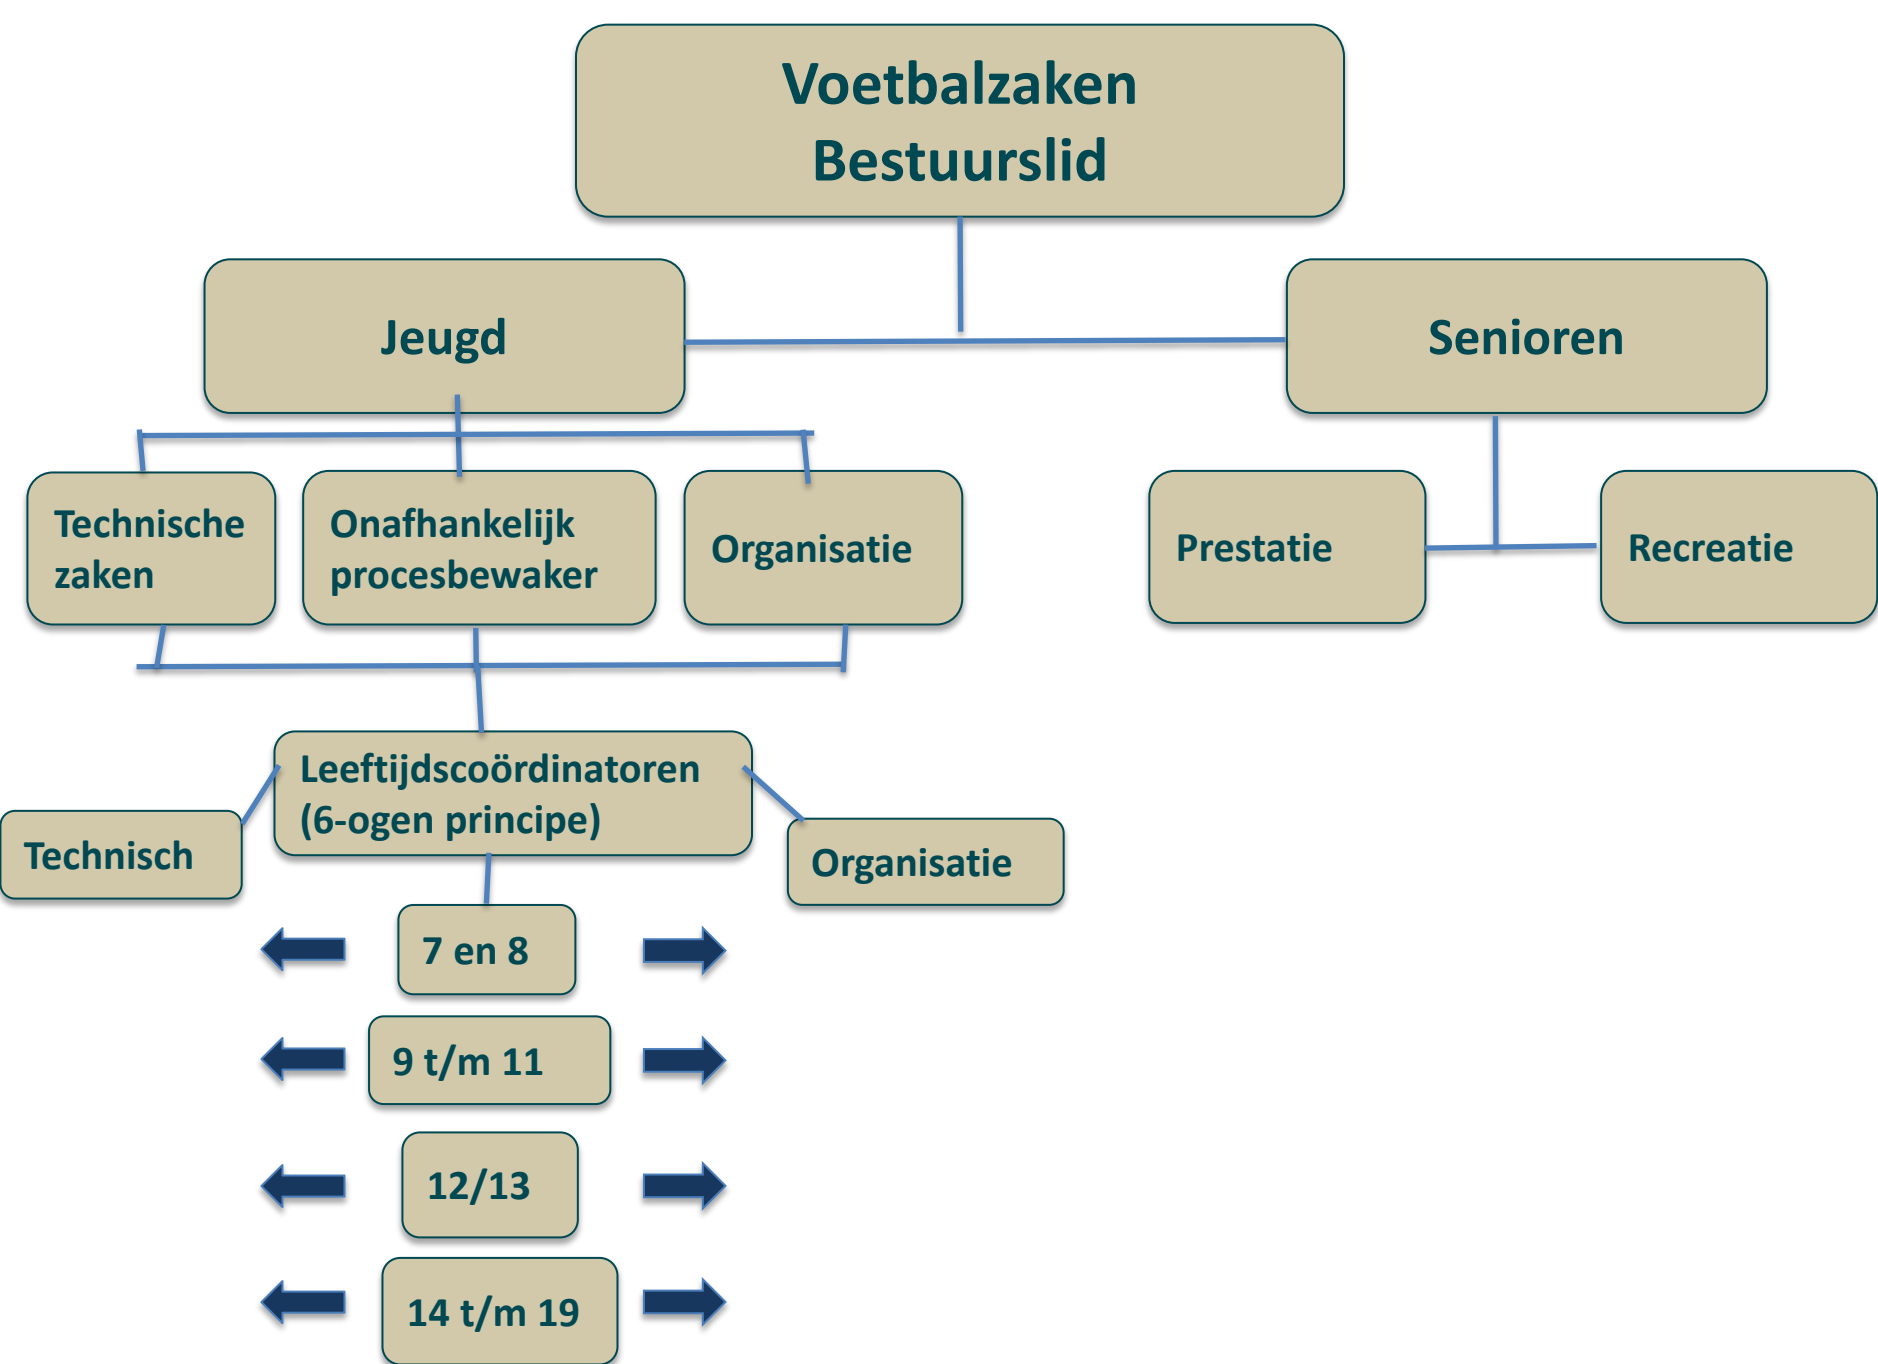 Voetbalzaken
Bestuurslid
Jeugd
Senioren
Technische
zaken
Onafhankelijk
procesbewaker
Organisatie
Prestatie
Recreatie
Leeftijdscoördinatoren
(6-ogen principe)
Technisch
Organisatie
7 en 8
9 t/m 11
12/13
14 t/m 19